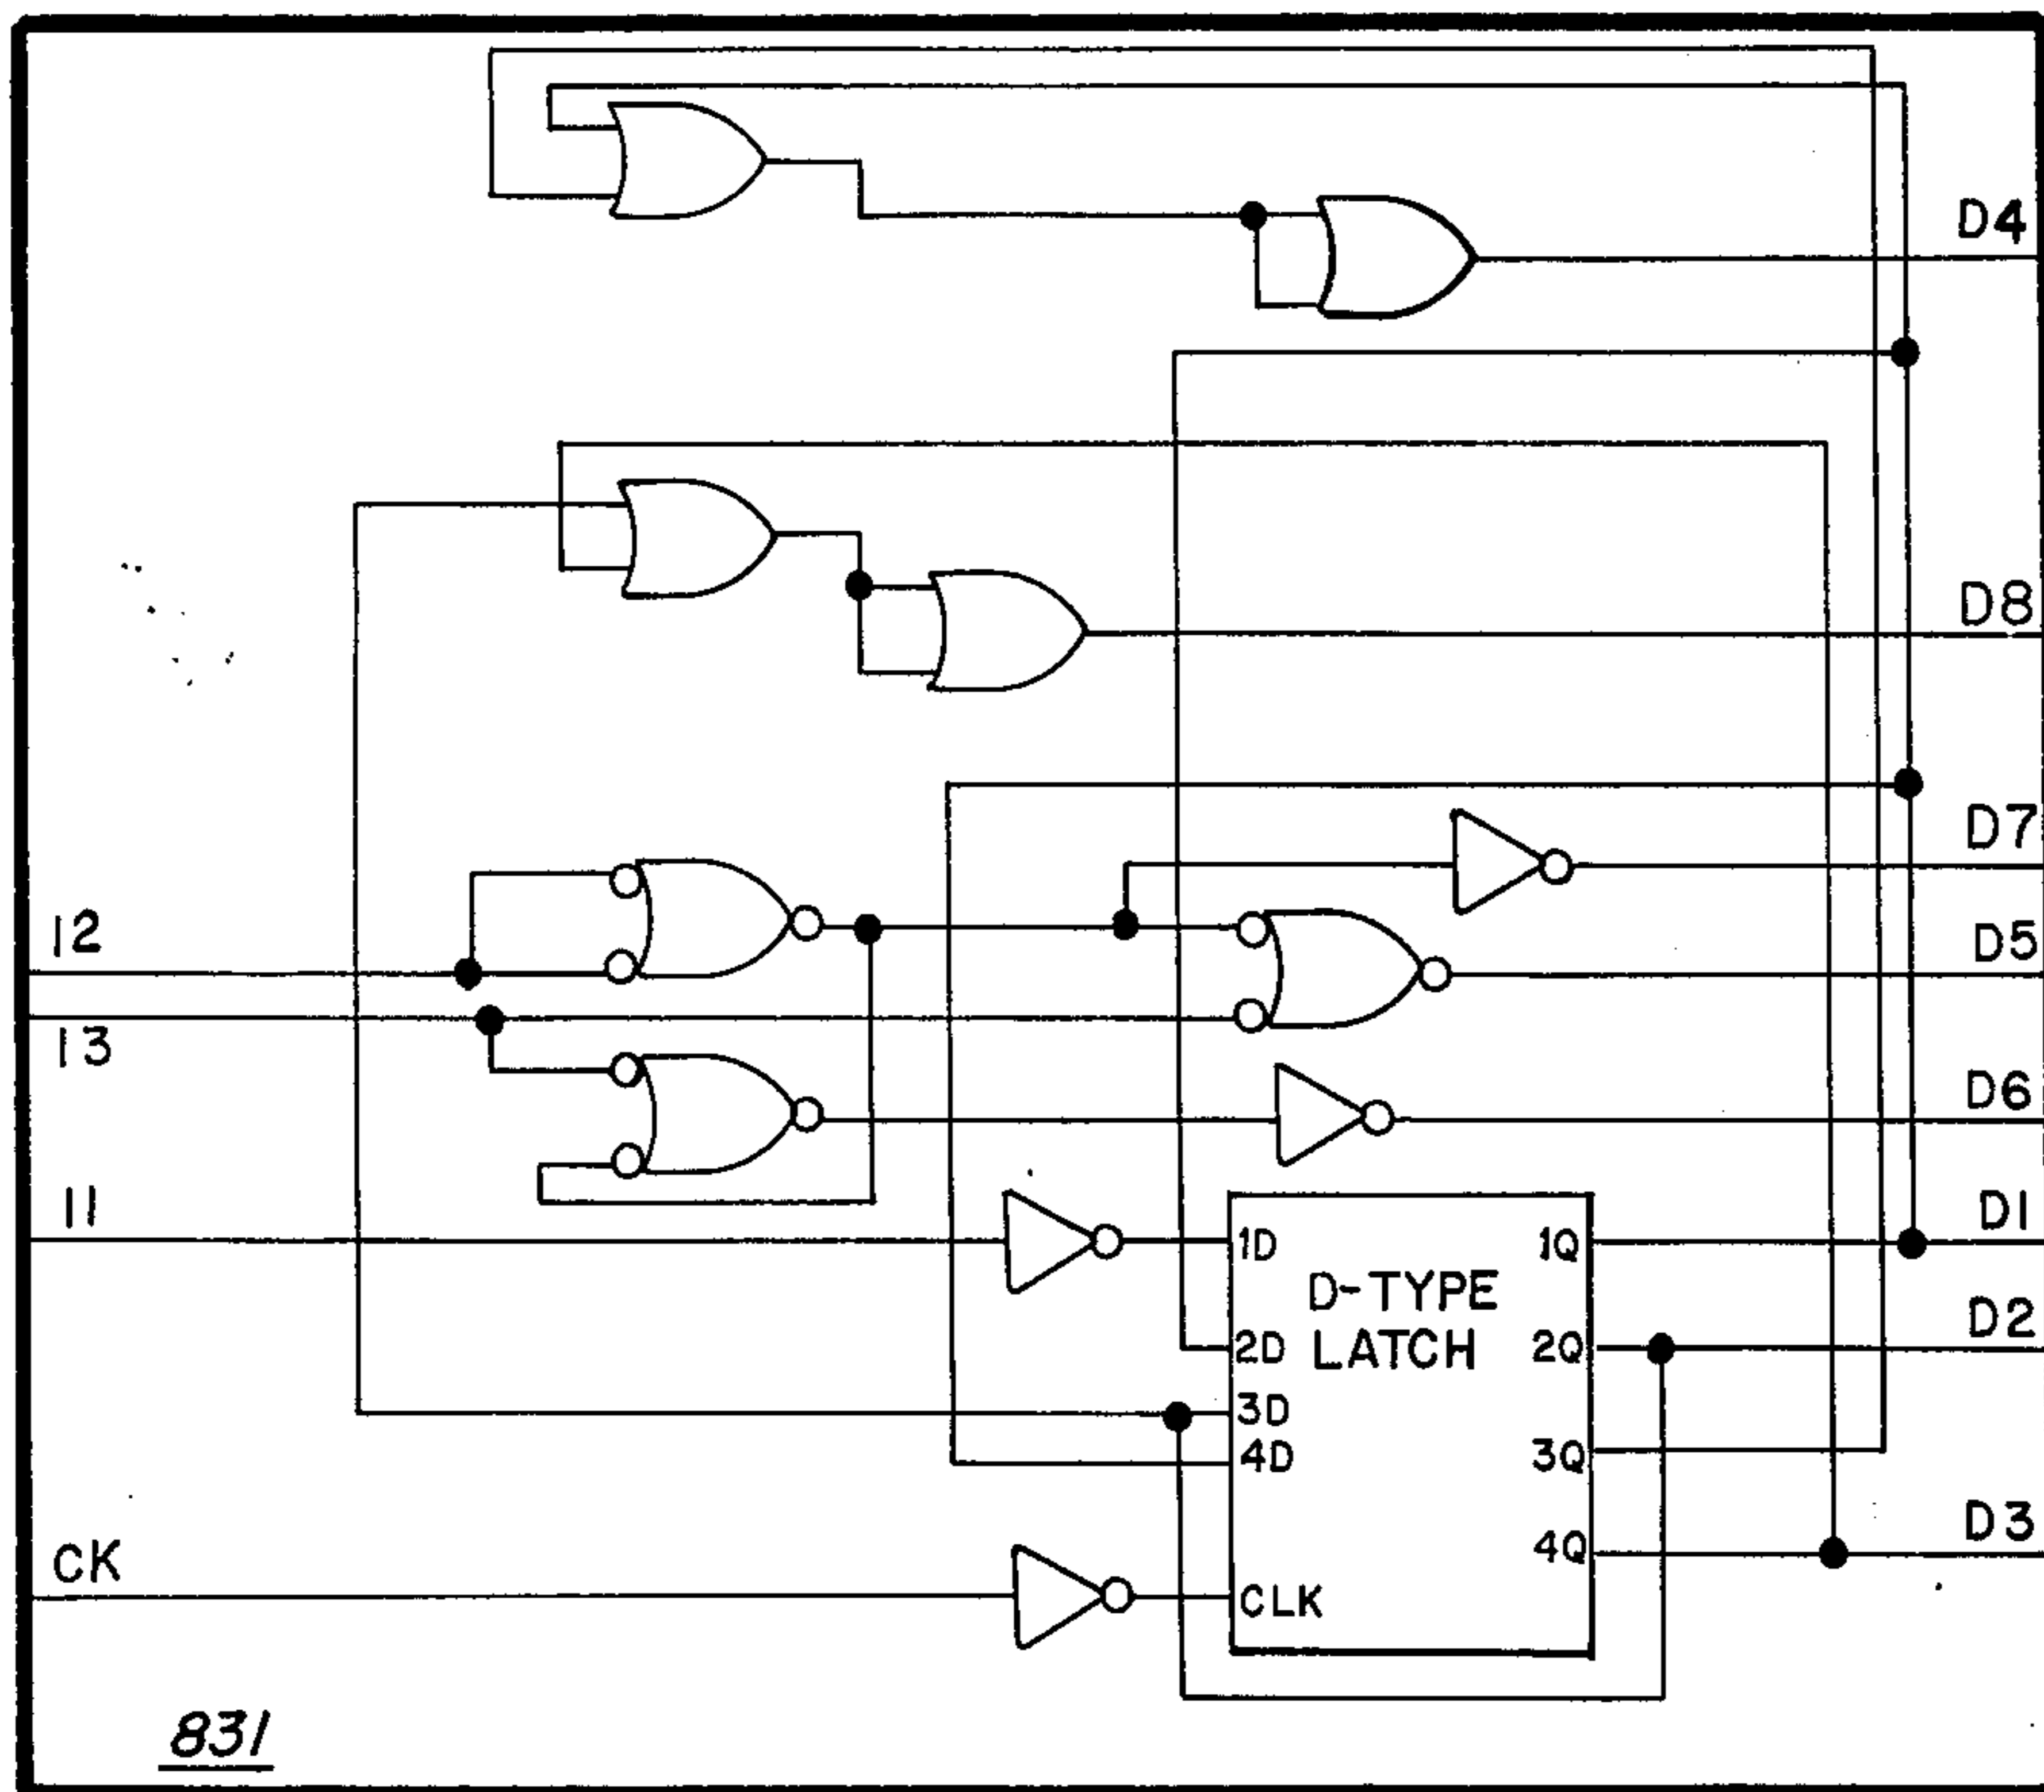 D4
D8
D7
I2
D5
I3
D6
I1
D1
1D
1Q
D-TYPE
LATCH
D2
2D
2Q
3D
4D
3Q
D3
4Q
CK
CLK
831